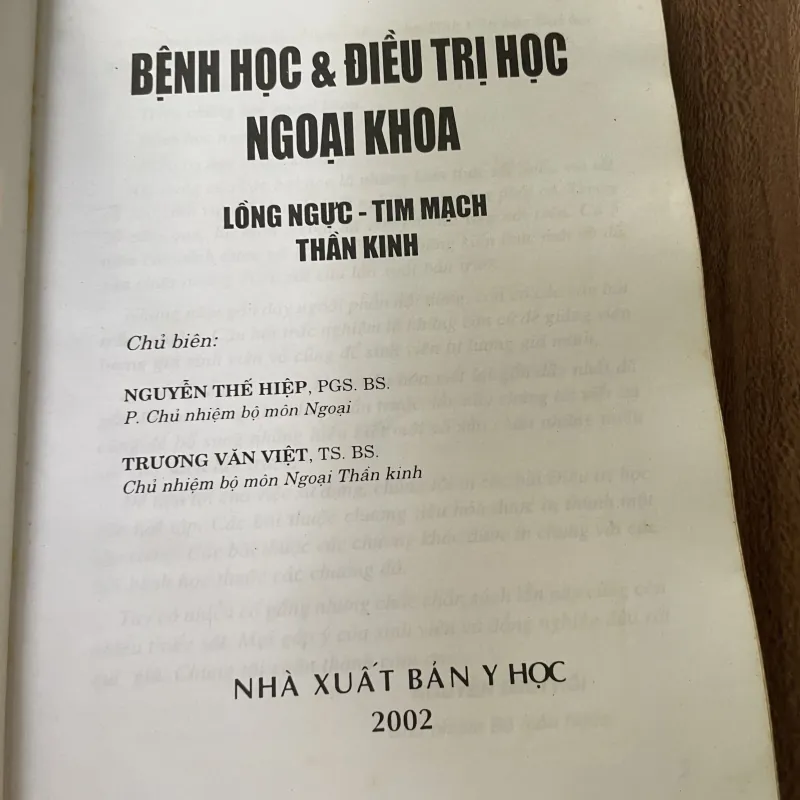 BỆNH HỌC & ĐIỀU TRỊ HỌC
NGOẠI KHOA
LỒNG NGỰC - TIM MẠCH
THẦN KINH
Chủ biên:
NGUYỄN THẾ HIỆP, PGS. BS.
P. Chủ nhiệm bộ môn Ngoại
TRƯƠNG VĂN VIỆT, TS. BS.
Chủ nhiệm bộ môn Ngoại Thần kinh
NHÀ XUẤT BẢN Y HỌC
2002